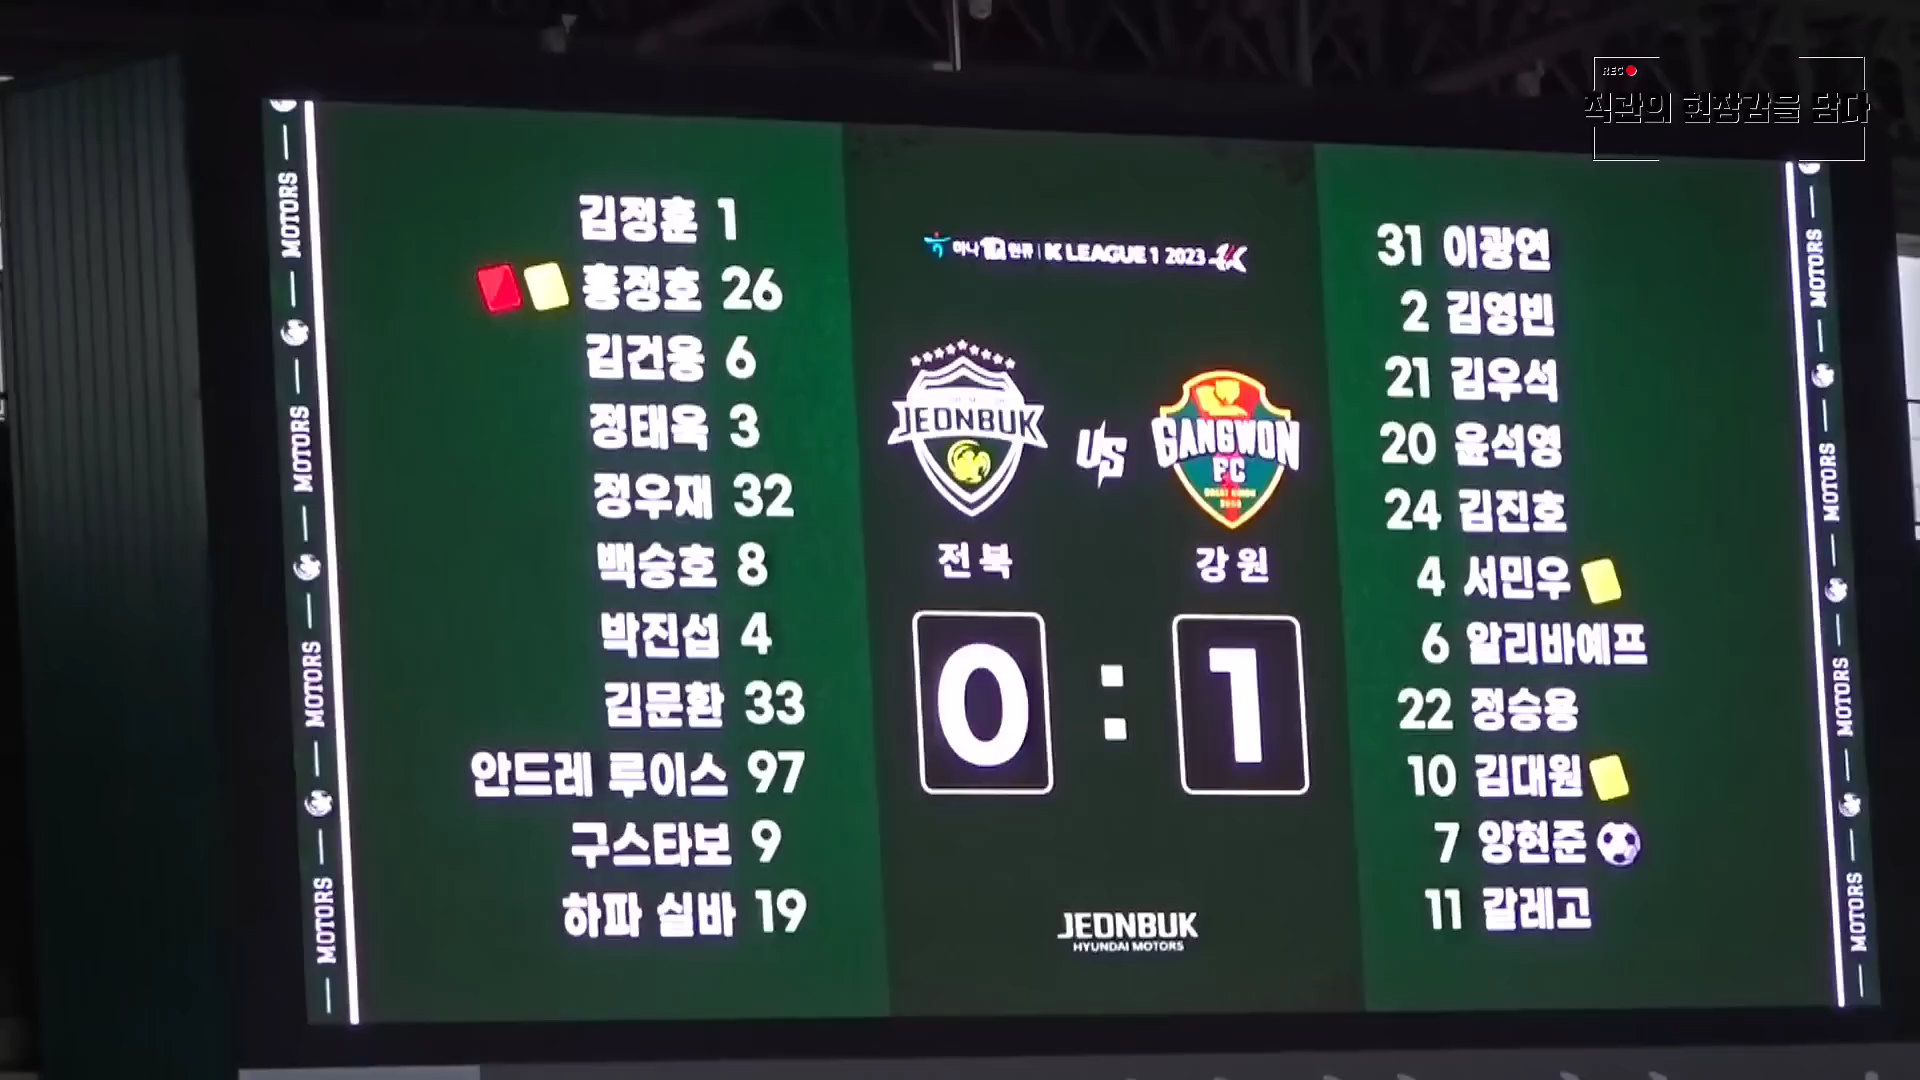 REC
직관의 현장감을 담다
하나 원큐 K LEAGUE 1 2023
김정훈 1
홍정호 26
김건웅 6
정태욱 3
정우재 32
백승호 8
박진섭 4
김문환 33
안드레 루이스 97
구스타보 9
하파 실바 19
JEONBUK
VS
GANGWON
FC
전북
강원
0 : 1
JEONBUK
HYUNDAI MOTORS
31 이광연
2 김영빈
21 김우석
20 윤석영
24 김진호
4 서민우
6 알리바예프
22 정승용
10 김대원
7 양현준
11 갈레고
MOTORS
MOTORS
MOTORS
MOTORS
MOTORS
MOTORS
MOTORS
MOTORS